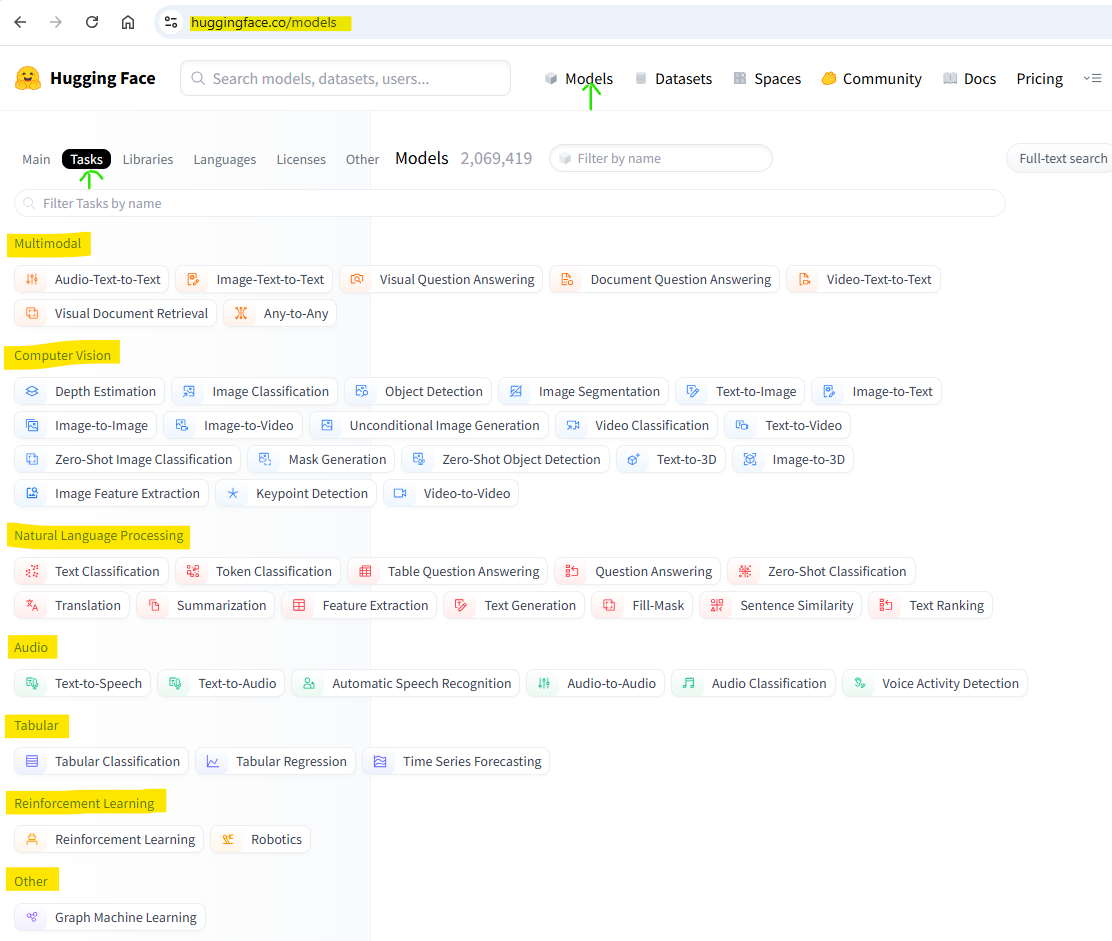 huggingface.co/models
Hugging Face Search models, datasets, users... Models Datasets Spaces Community Docs Pricing
Main Tasks Libraries Languages Licenses Other Models 2,069,419 Filter by name Full-text search
Filter Tasks by name
Multimodal
Audio-Text-to-Text Image-Text-to-Text Visual Question Answering Document Question Answering Video-Text-to-Text
Visual Document Retrieval Any-to-Any
Computer Vision
Depth Estimation Image Classification Object Detection Image Segmentation Text-to-Image Image-to-Text
Image-to-Image Image-to-Video Unconditional Image Generation Video Classification Text-to-Video
Zero-Shot Image Classification Mask Generation Zero-Shot Object Detection Text-to-3D Image-to-3D
Image Feature Extraction Keypoint Detection Video-to-Video
Natural Language Processing
Text Classification Token Classification Table Question Answering Question Answering Zero-Shot Classification
Translation Summarization Feature Extraction Text Generation Fill-Mask Sentence Similarity Text Ranking
Audio
Text-to-Speech Text-to-Audio Automatic Speech Recognition Audio-to-Audio Audio Classification Voice Activity Detection
Tabular
Tabular Classification Tabular Regression Time Series Forecasting
Reinforcement Learning
Reinforcement Learning Robotics
Other
Graph Machine Learning